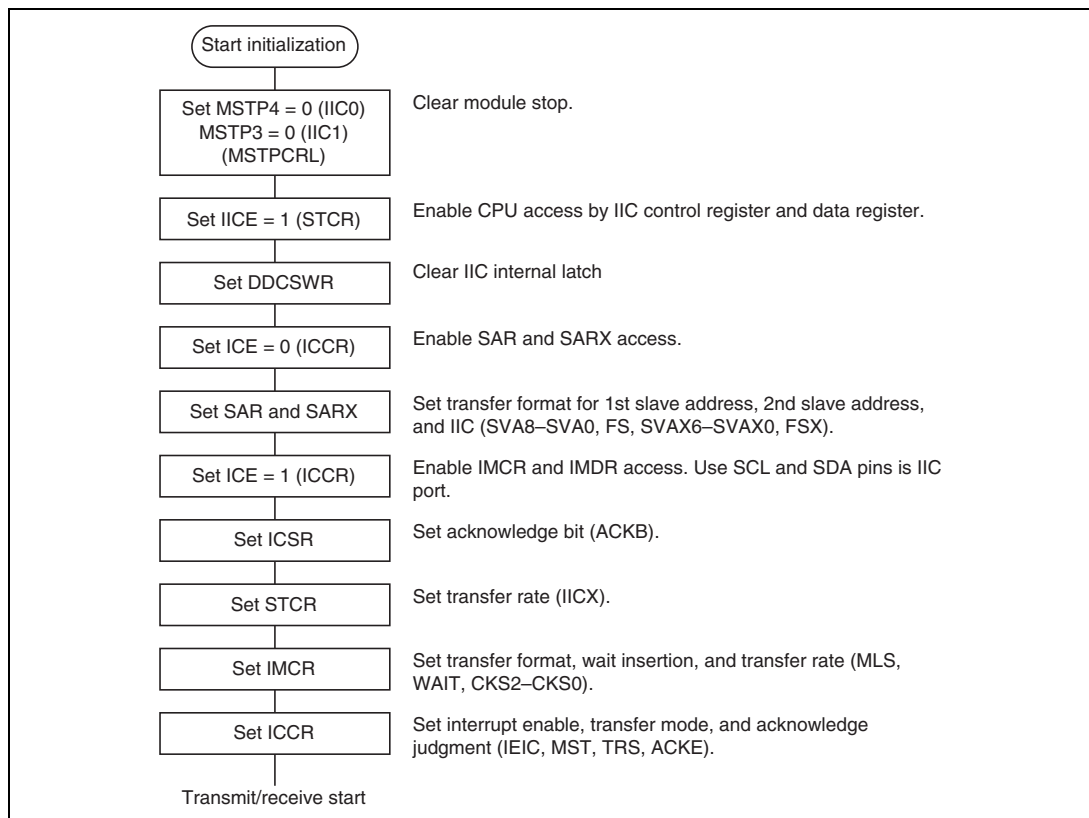 Start initialization
Set MSTP4 = 0 (IIC0)
MSTP3 = 0 (IIC1)
(MSTPCRL)
Clear module stop.
Set IICE = 1 (STCR)
Enable CPU access by IIC control register and data register.
Set DDCSWR
Clear IIC internal latch
Set ICE = 0 (ICCR)
Enable SAR and SARX access.
Set SAR and SARX
Set transfer format for 1st slave address, 2nd slave address,
and IIC (SVA8–SVA0, FS, SVAX6–SVAX0, FSX).
Set ICE = 1 (ICCR)
Enable IMCR and IMDR access. Use SCL and SDA pins is IIC
port.
Set ICSR
Set acknowledge bit (ACKB).
Set STCR
Set transfer rate (IICX).
Set IMCR
Set transfer format, wait insertion, and transfer rate (MLS,
WAIT, CKS2–CKS0).
Set ICCR
Set interrupt enable, transfer mode, and acknowledge
judgment (IEIC, MST, TRS, ACKE).
Transmit/receive start